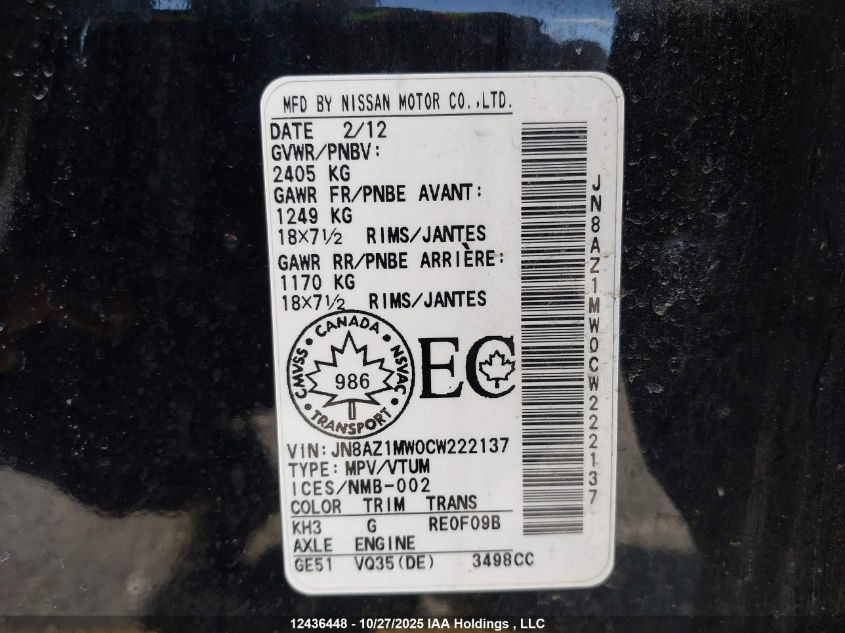 MFD BY NISSAN MOTOR CO.,LTD.
DATE 2/12
GVWR/PNBV:
2405 KG
GAWR FR/PNBE AVANT:
1249 KG
18X7½ RIMS/JANTES
GAWR RR/PNBE ARRIÈRE:
1170 KG
18X7½ RIMS/JANTES
CANADA
CMVSS
NSVAC
986
TRANSPORT
EC
VIN:JN8AZ1MW0CW222137
TYPE:MPV/VTUM
ICES/NMB-002
COLOR TRIM TRANS
KH3 G RE0F09B
AXLE ENGINE
GE51 VQ35(DE) 3498CC
JN8AZ1MW0CW222137
12436448 - 10/27/2025 IAA Holdings , LLC